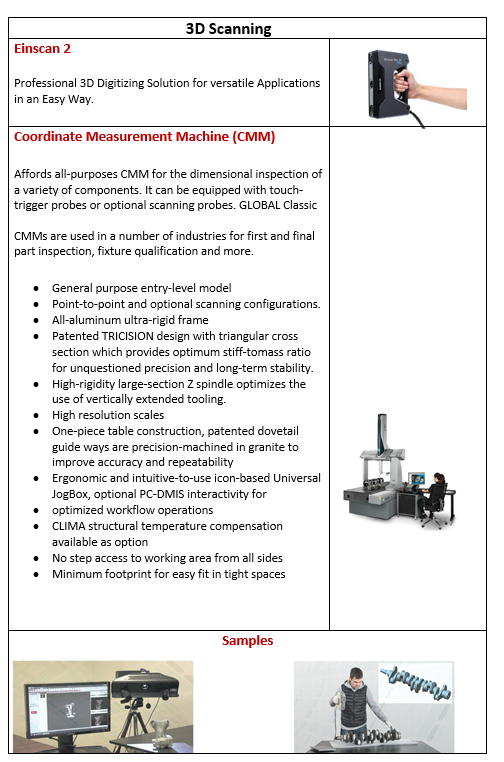 3D Scanning
Einscan 2
Professional 3D Digitizing Solution for versatile Applications
in an Easy Way.
Coordinate Measurement Machine (CMM)
Affords all-purposes CMM for the dimensional inspection of
a variety of components. It can be equipped with touch-
trigger probes or optional scanning probes. GLOBAL Classic
CMMs are used in a number of industries for first and final
part inspection, fixture qualification and more.
• General purpose entry-level model
• Point-to-point and optional scanning configurations.
• All-aluminum ultra-rigid frame
• Patented TRICISION design with triangular cross
section which provides optimum stiff-tomass ratio
for unquestioned precision and long-term stability.
• High-rigidity large-section Z spindle optimizes the
use of vertically extended tooling.
• High resolution scales
• One-piece table construction, patented dovetail
guide ways are precision-machined in granite to
improve accuracy and repeatability
• Ergonomic and intuitive-to-use icon-based Universal
JogBox, optional PC-DMIS interactivity for
• optimized workflow operations
• CLIMA structural temperature compensation
available as option
• No step access to working area from all sides
• Minimum footprint for easy fit in tight spaces
Samples